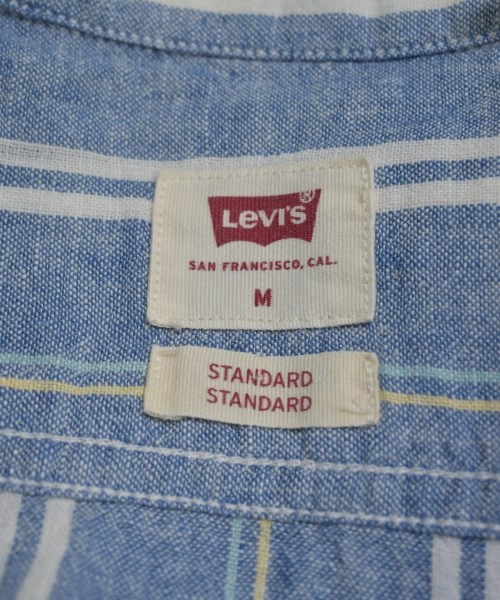 Levi's®
SAN FRANCISCO, CAL.
M
STANDARD
STANDARD